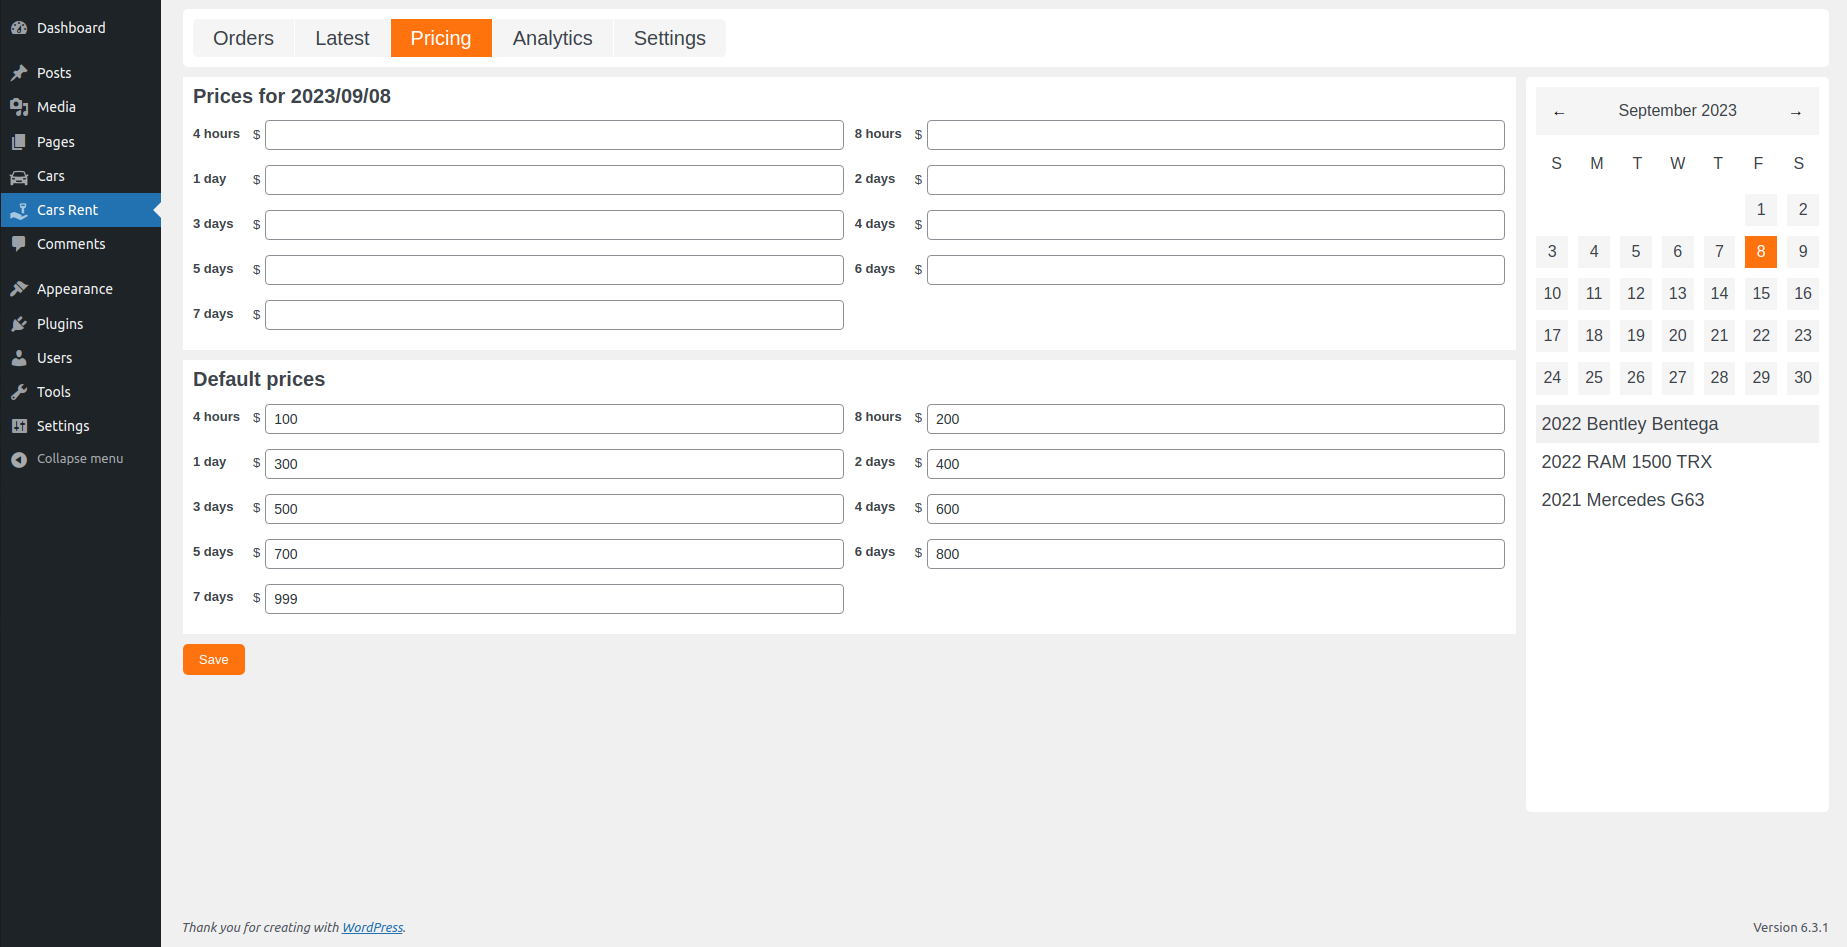 Dashboard
Posts
Media
Pages
Cars
Cars Rent
Comments
Appearance
Plugins
Users
Tools
Settings
Collapse menu
Orders Latest Pricing Analytics Settings
Prices for 2023/09/08
4 hours $ 8 hours $
1 day $ 2 days $
3 days $ 4 days $
5 days $ 6 days $
7 days $
Default prices
4 hours $ 100 8 hours $ 200
1 day $ 300 2 days $ 400
3 days $ 500 4 days $ 600
5 days $ 700 6 days $ 800
7 days $ 999
Save
← September 2023 →
S M T W T F S
1 2
3 4 5 6 7 8 9
10 11 12 13 14 15 16
17 18 19 20 21 22 23
24 25 26 27 28 29 30
2022 Bentley Bentega
2022 RAM 1500 TRX
2021 Mercedes G63
Thank you for creating with WordPress.
Version 6.3.1